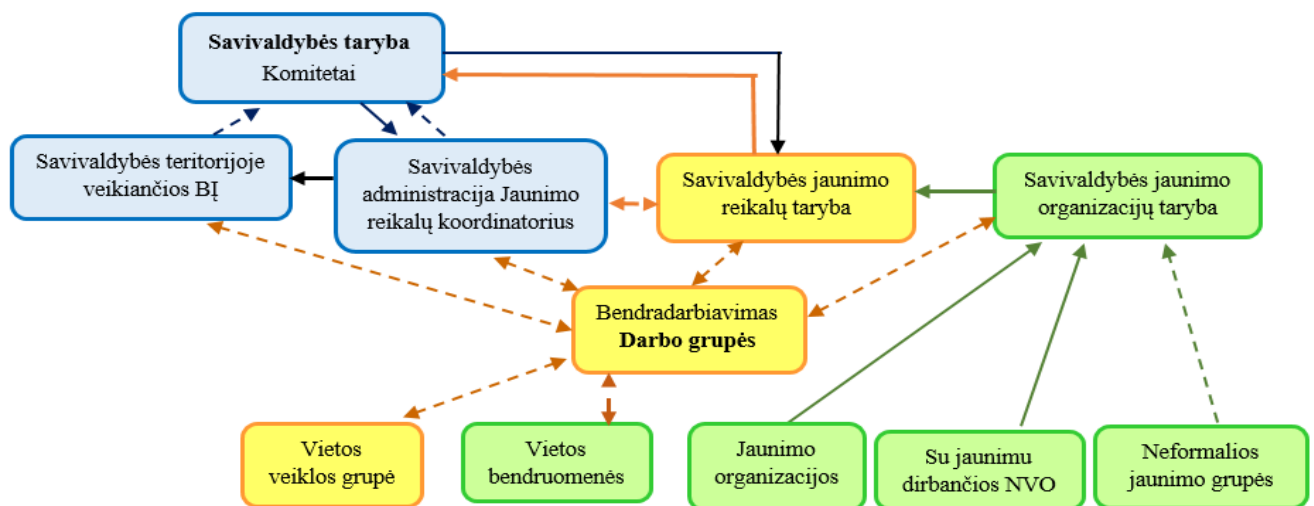 Savivaldybės taryba
Komitetai
Savivaldybės teritorijoje
veikiančios BĮ
Savivaldybės
administracija Jaunimo
reikalų koordinatorius
Savivaldybės jaunimo
reikalų taryba
Savivaldybės jaunimo
organizacijų taryba
Bendradarbiavimas
Darbo grupės
Vietos
veiklos grupė
Vietos
bendruomenės
Jaunimo
organizacijos
Su jaunimu
dirbančios NVO
Neformalios
jaunimo grupės